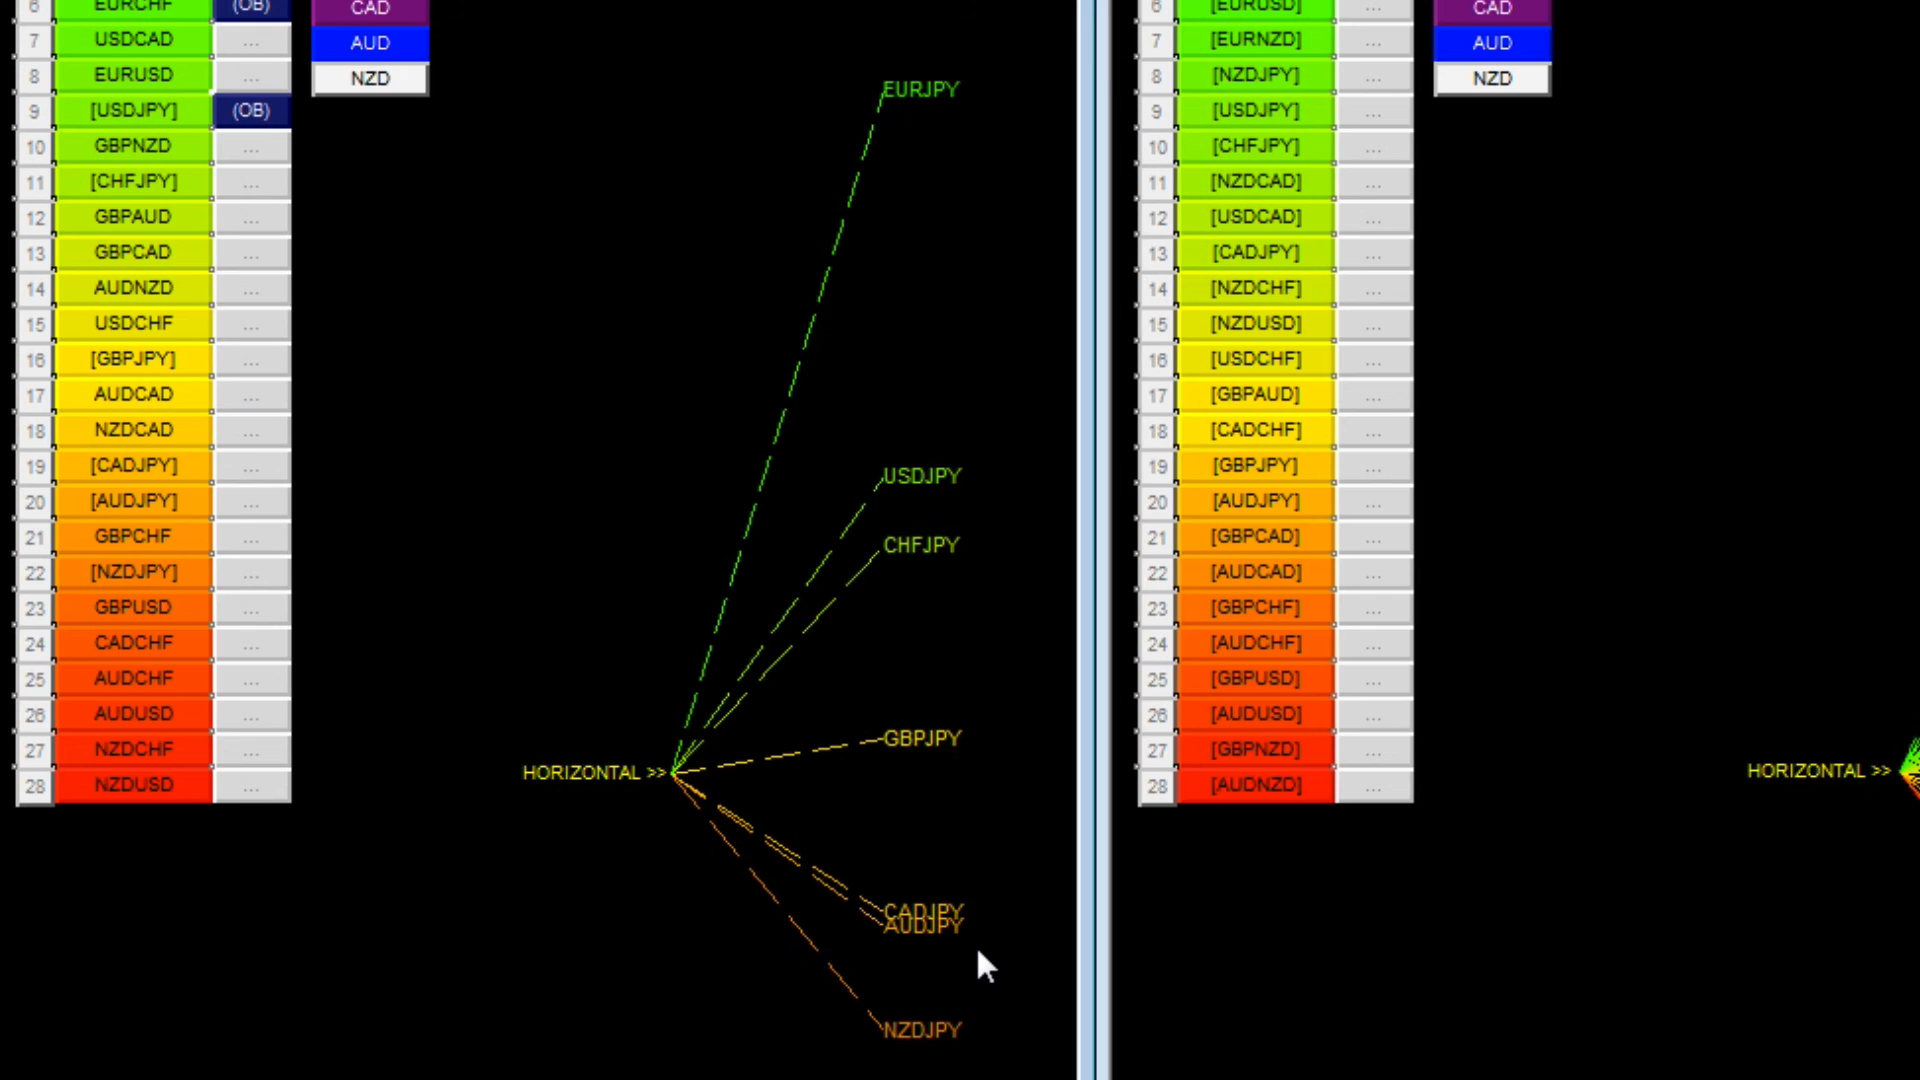 6 EURCHF (OB)
7 USDCAD ...
8 EURUSD ...
9 [USDJPY] (OB)
10 GBPNZD ...
11 [CHFJPY] ...
12 GBPAUD ...
13 GBPCAD ...
14 AUDNZD ...
15 USDCHF ...
16 [GBPJPY] ...
17 AUDCAD ...
18 NZDCAD ...
19 [CADJPY] ...
20 [AUDJPY] ...
21 GBPCHF ...
22 [NZDJPY] ...
23 GBPUSD ...
24 CADCHF ...
25 AUDCHF ...
26 AUDUSD ...
27 NZDCHF ...
28 NZDUSD ...
CAD
AUD
NZD
EURJPY
USDJPY
CHFJPY
GBPJPY
HORIZONTAL >>
CADJPY
AUDJPY
NZDJPY
6 [EURUSD] ...
7 [EURNZD] ...
8 [NZDJPY] ...
9 [USDJPY] ...
10 [CHFJPY] ...
11 [NZDCAD] ...
12 [USDCAD] ...
13 [CADJPY] ...
14 [NZDCHF] ...
15 [NZDUSD] ...
16 [USDCHF] ...
17 [GBPAUD] ...
18 [CADCHF] ...
19 [GBPJPY] ...
20 [AUDJPY] ...
21 [GBPCAD] ...
22 [AUDCAD] ...
23 [GBPCHF] ...
24 [AUDCHF] ...
25 [GBPUSD] ...
26 [AUDUSD] ...
27 [GBPNZD] ...
28 [AUDNZD] ...
CAD
AUD
NZD
HORIZONTAL >>